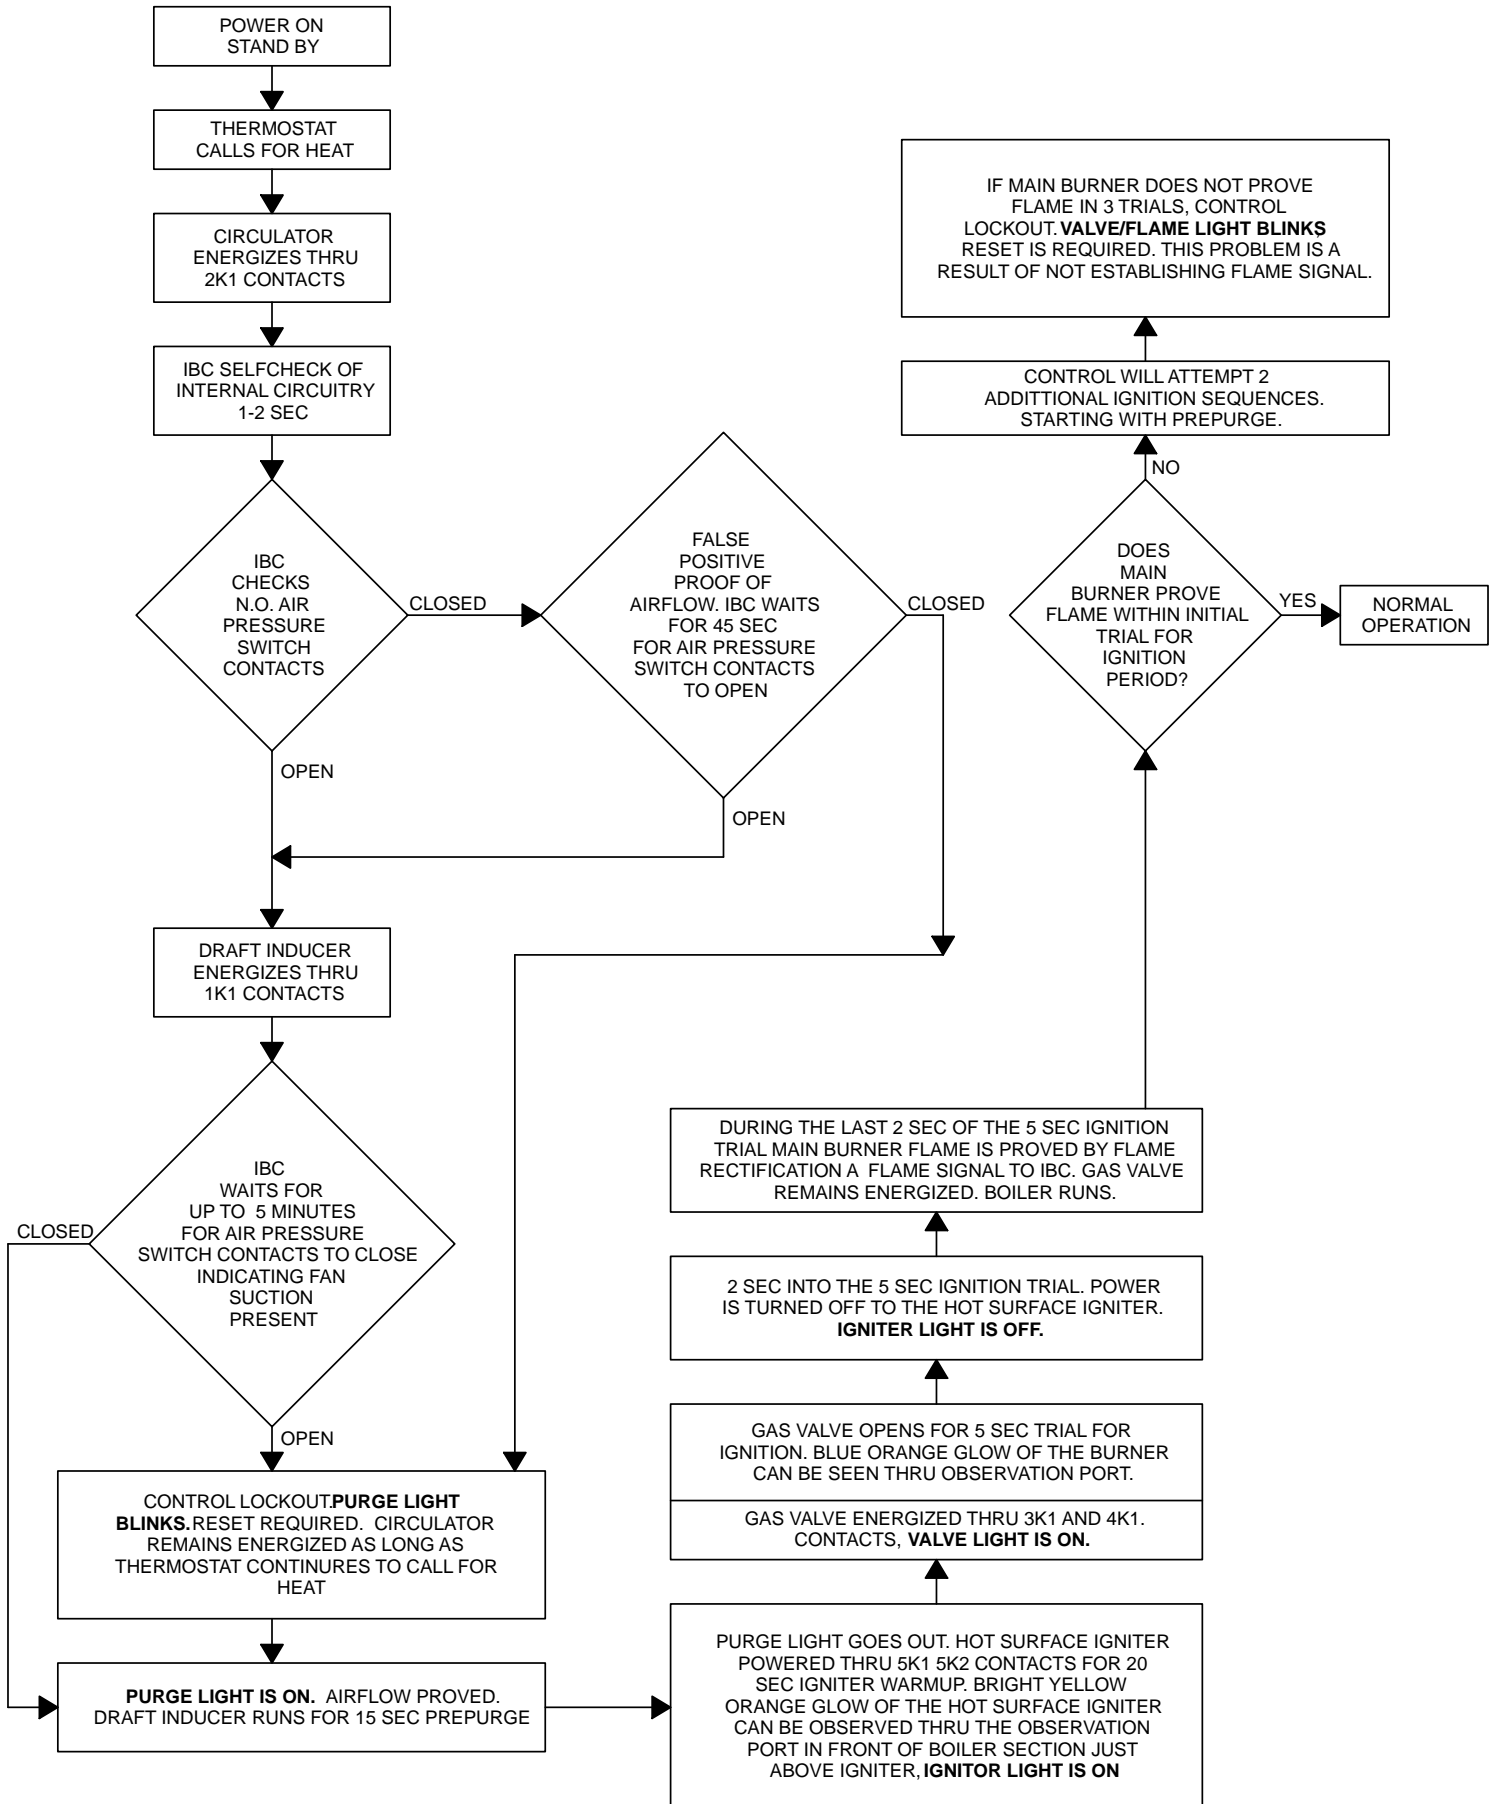 POWER ON
STAND BY
THERMOSTAT
CALLS FOR HEAT
CIRCULATOR
ENERGIZES THRU
2K1 CONTACTS
IBC SELFCHECK OF
INTERNAL CIRCUITRY
1-2 SEC
IBC
CHECKS
N.O. AIR
PRESSURE
SWITCH
CONTACTS
CLOSED
OPEN
FALSE
POSITIVE
PROOF OF
AIRFLOW. IBC WAITS
FOR 45 SEC
FOR AIR PRESSURE
SWITCH CONTACTS
TO OPEN
CLOSED
OPEN
DRAFT INDUCER
ENERGIZES THRU
1K1 CONTACTS
IBC
WAITS FOR
UP TO 5 MINUTES
FOR AIR PRESSURE
SWITCH CONTACTS TO CLOSE
INDICATING FAN
SUCTION
PRESENT
CLOSED
OPEN
CONTROL LOCKOUT.PURGE LIGHT
BLINKS.RESET REQUIRED. CIRCULATOR
REMAINS ENERGIZED AS LONG AS
THERMOSTAT CONTINURES TO CALL FOR
HEAT
PURGE LIGHT IS ON. AIRFLOW PROVED.
DRAFT INDUCER RUNS FOR 15 SEC PREPURGE
PURGE LIGHT GOES OUT. HOT SURFACE IGNITER
POWERED THRU 5K1 5K2 CONTACTS FOR 20
SEC IGNITER WARMUP. BRIGHT YELLOW
ORANGE GLOW OF THE HOT SURFACE IGNITER
CAN BE OBSERVED THRU THE OBSERVATION
PORT IN FRONT OF BOILER SECTION JUST
ABOVE IGNITER, IGNITOR LIGHT IS ON
GAS VALVE ENERGIZED THRU 3K1 AND 4K1.
CONTACTS, VALVE LIGHT IS ON.
GAS VALVE OPENS FOR 5 SEC TRIAL FOR
IGNITION. BLUE ORANGE GLOW OF THE BURNER
CAN BE SEEN THRU OBSERVATION PORT.
2 SEC INTO THE 5 SEC IGNITION TRIAL. POWER
IS TURNED OFF TO THE HOT SURFACE IGNITER.
IGNITER LIGHT IS OFF.
DURING THE LAST 2 SEC OF THE 5 SEC IGNITION
TRIAL MAIN BURNER FLAME IS PROVED BY FLAME
RECTIFICATION A FLAME SIGNAL TO IBC. GAS VALVE
REMAINS ENERGIZED. BOILER RUNS.
DOES
MAIN
BURNER PROVE
FLAME WITHIN INITIAL
TRIAL FOR
IGNITION
PERIOD?
YES
NORMAL
OPERATION
NO
CONTROL WILL ATTEMPT 2
ADDITTIONAL IGNITION SEQUENCES.
STARTING WITH PREPURGE.
IF MAIN BURNER DOES NOT PROVE
FLAME IN 3 TRIALS, CONTROL
LOCKOUT. VALVE/FLAME LIGHT BLINKS,
RESET IS REQUIRED. THIS PROBLEM IS A
RESULT OF NOT ESTABLISHING FLAME SIGNAL.